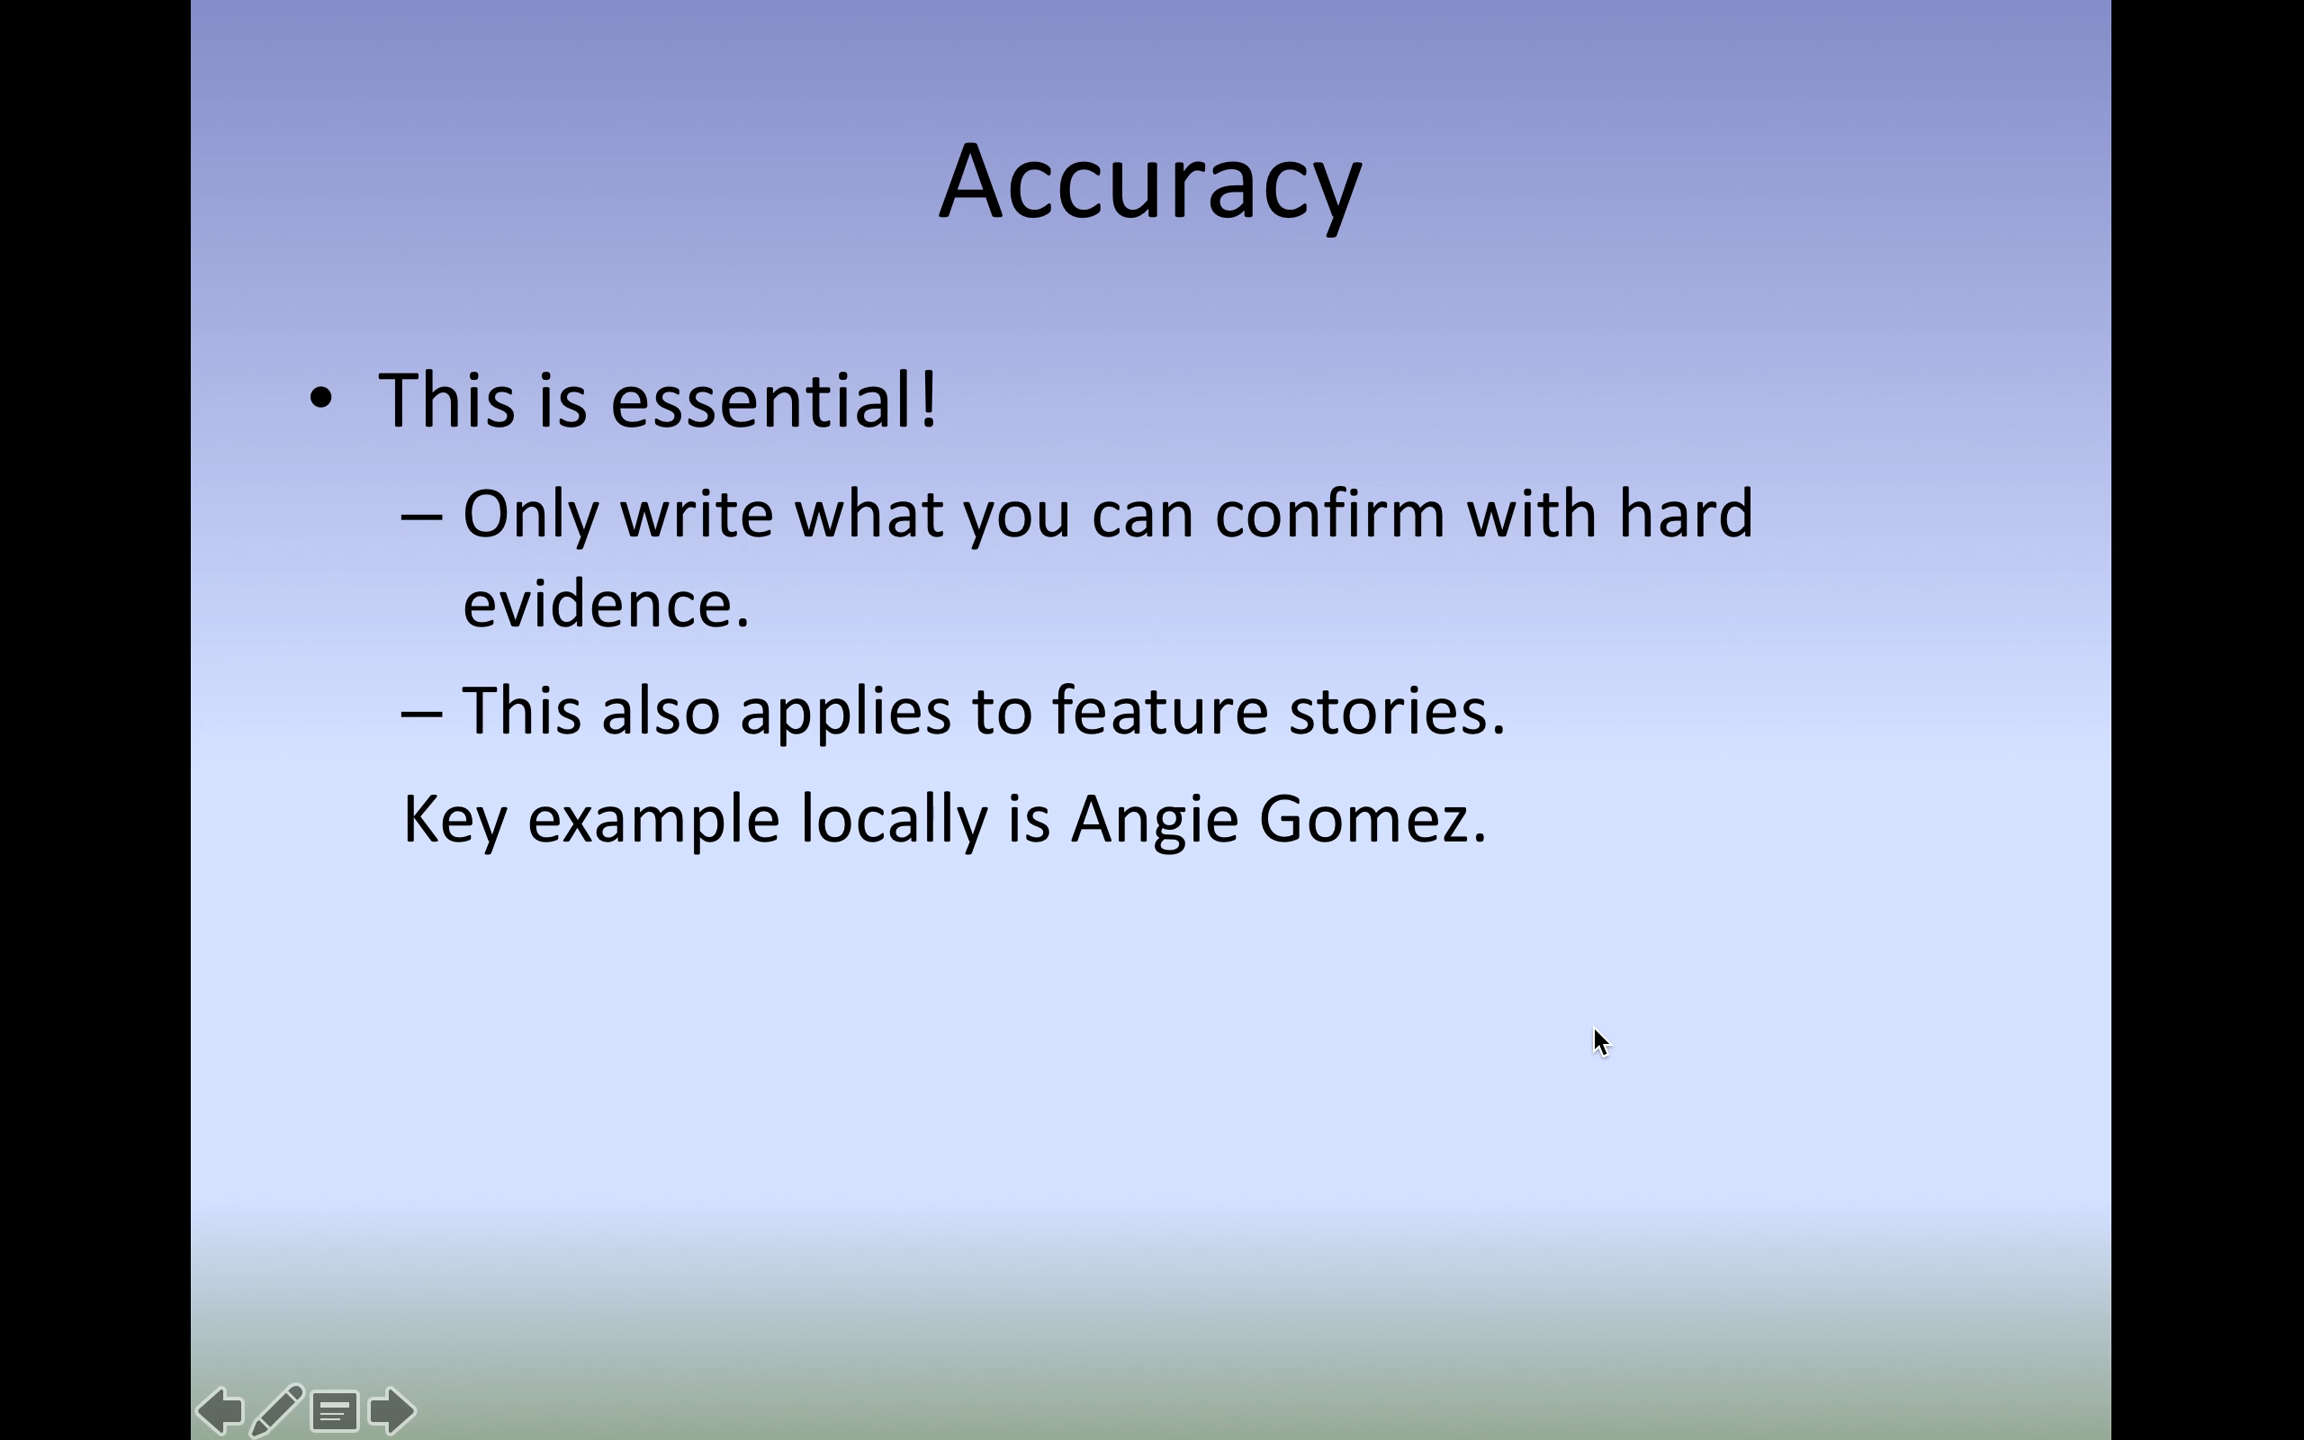 Accuracy
• This is essential!
– Only write what you can confirm with hard
evidence.
– This also applies to feature stories.
Key example locally is Angie Gomez.